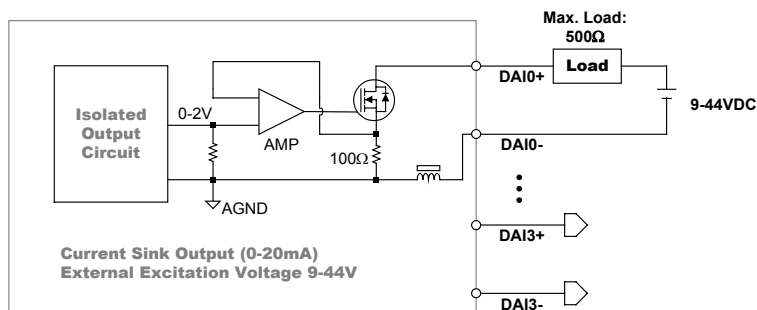 Max. Load:
500Ω
Load
DAI0+
9-44VDC
Isolated
Output
Circuit
0-2V
AMP
DAI0-
100Ω
AGND
DAI3+
Current Sink Output (0-20mA)
External Excitation Voltage 9-44V
DAI3-